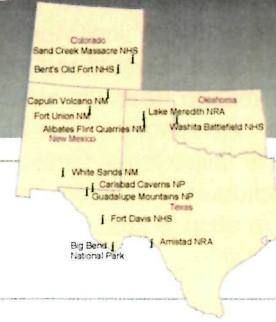 Colorado
Sand Creek Massacre NHS
Bent's Old Fort NHS
Capulin Volcano NM
Oklahoma
Fort Union NM
Lake Meredith NRA
Alibates Flint Quarries NM
Washita Battlefield NHS
New Mexico
White Sands NM
Carlsbad Caverns NP
Guadalupe Mountains NP
Texas
Fort Davis NHS
Big Bend
National Park
Amistad NRA